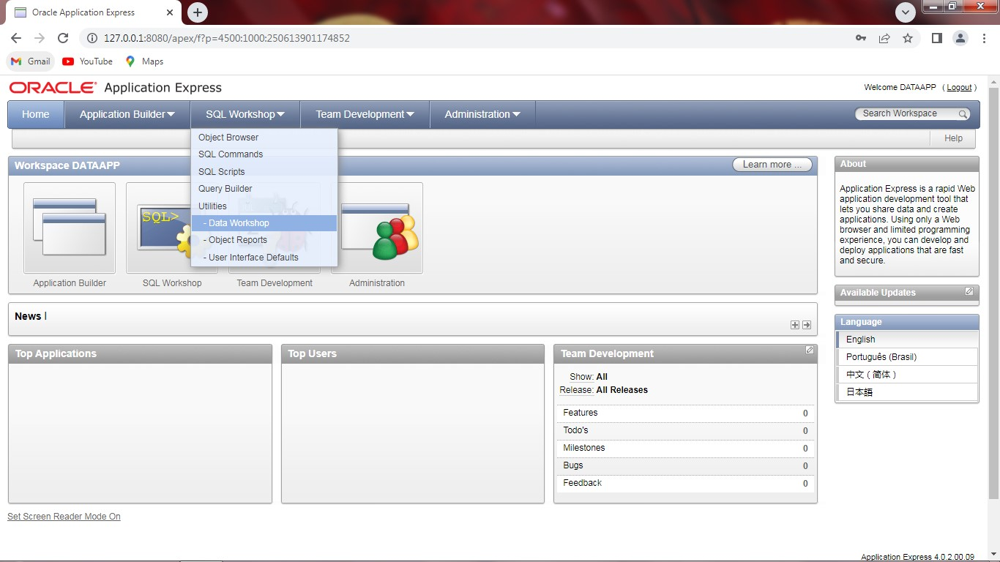 Oracle Application Express
127.0.0.1:8080/apex/f?p=4500:1000:250613901174852
Gmail YouTube Maps
ORACLE Application Express
Welcome DATAAPP ( Logout )
Home Application Builder SQL Workshop Team Development Administration Search Workspace
Help
Object Browser
SQL Commands
SQL Scripts
Query Builder
Utilities
- Data Workshop
- Object Reports
- User Interface Defaults
Workspace DATAAPP Learn more ...
SQL>
Application Builder SQL Workshop Team Development Administration
About
Application Express is a rapid Web
application development tool that
lets you share data and create
applications. Using only a Web
browser and limited programming
experience, you can develop and
deploy applications that are fast
and secure.
Available Updates
Language
English
Português (Brasil)
中文 ( 简体 )
日本語
News
Top Applications
Top Users
Team Development
Show: All
Release: All Releases
Features 0
Todo's 0
Milestones 0
Bugs 0
Feedback 0
Set Screen Reader Mode On
Application Express 4.0.2.00.09